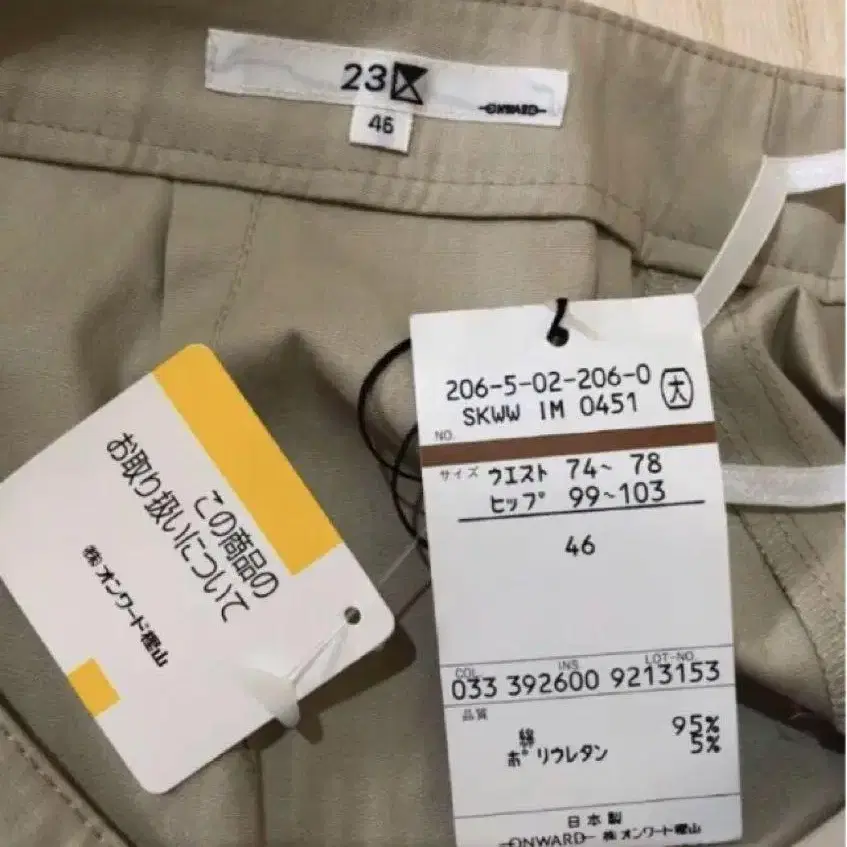 23区
ONWARD
46
この商品の
お取り扱いについて
㈱オンワード樫山
206-5-02-206-0
SKWW IM 0451 大
NO.
サイズ ウエスト 74~ 78
ヒップ 99~103
46
COL INS LOT-NO.
033 392600 9213153
品質
綿 95%
ポリウレタン 5%
日本製
ONWARD ㈱オンワード樫山